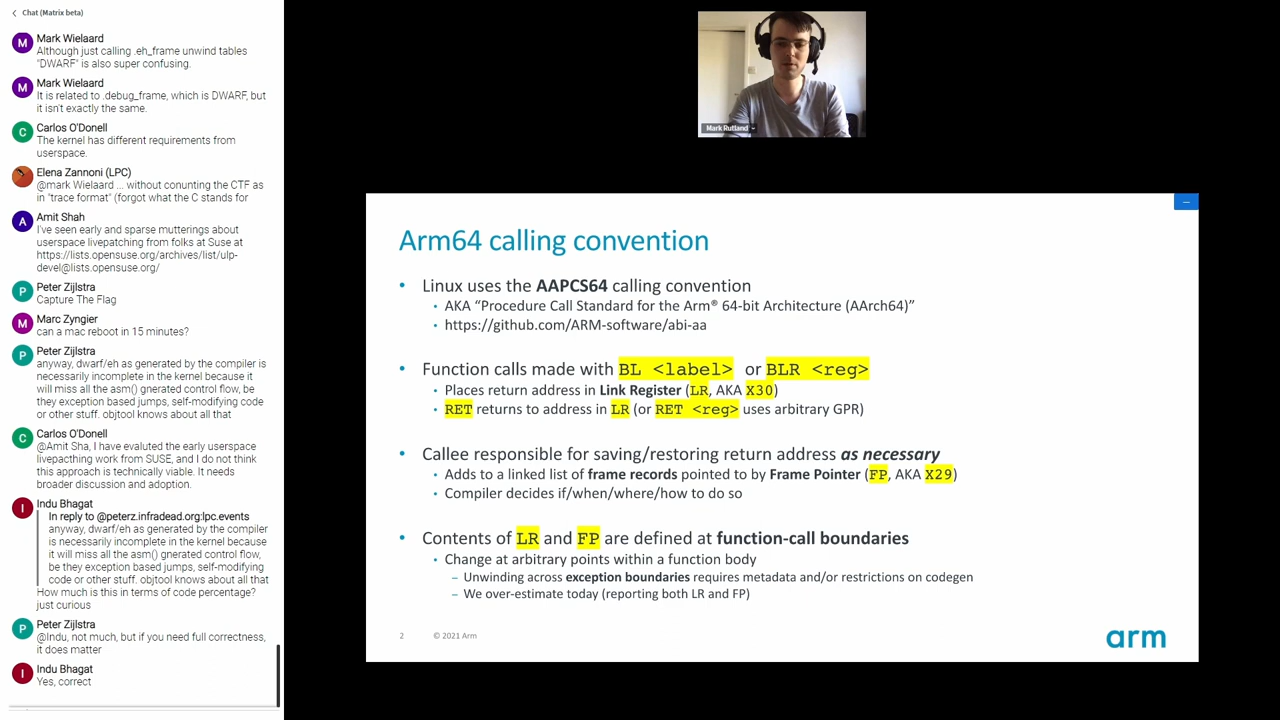 Chat (Matrix beta)
M
Mark Wielaard
Although just calling .eh_frame unwind tables
"DWARF" is also super confusing.
M
Mark Wielaard
It is related to .debug_frame, which is DWARF, but
it isn't exactly the same.
C
Carlos O'Donell
The kernel has different requirements from
userspace.
Elena Zannoni (LPC)
@mark Wielaard ... without conunting the CTF as
in "trace format" (forgot what the C stands for
A
Amit Shah
I've seen early and sparse mutterings about
userspace livepatching from folks at Suse at
https://lists.opensuse.org/archives/list/ulp-
devel@lists.opensuse.org/
P
Peter Zijlstra
Capture The Flag
M
Marc Zyngier
can a mac reboot in 15 minutes?
P
Peter Zijlstra
anyway, dwarf/eh as generated by the compiler is
necessarily incomplete in the kernel because it
will miss all the asm() gnerated control flow, be
they exception based jumps, self-modifying code
or other stuff. objtool knows about all that
C
Carlos O'Donell
@Amit Sha, I have evaluted the early userspace
livepacthing work from SUSE, and I do not think
this approach is technically viable. It needs
broader discussion and adoption.
I
Indu Bhagat
In reply to @peterz.infradead.org:lpc.events
anyway, dwarf/eh as generated by the compiler
is necessarily incomplete in the kernel because
it will miss all the asm() gnerated control flow,
be they exception based jumps, self-modifying
code or other stuff. objtool knows about all that
How much is this in terms of code percentage?
just curious
P
Peter Zijlstra
@Indu, not much, but if you need full correctness,
it does matter
I
Indu Bhagat
Yes, correct
Mark Rutland
Arm64 calling convention
• Linux uses the AAPCS64 calling convention
• AKA “Procedure Call Standard for the Arm® 64-bit Architecture (AArch64)”
• https://github.com/ARM-software/abi-aa
• Function calls made with BL <label> or BLR <reg>
• Places return address in Link Register (LR, AKA X30)
• RET returns to address in LR (or RET <reg> uses arbitrary GPR)
• Callee responsible for saving/restoring return address as necessary
• Adds to a linked list of frame records pointed to by Frame Pointer (FP, AKA X29)
• Compiler decides if/when/where/how to do so
• Contents of LR and FP are defined at function-call boundaries
• Change at arbitrary points within a function body
– Unwinding across exception boundaries requires metadata and/or restrictions on codegen
– We over-estimate today (reporting both LR and FP)
2 © 2021 Arm
arm